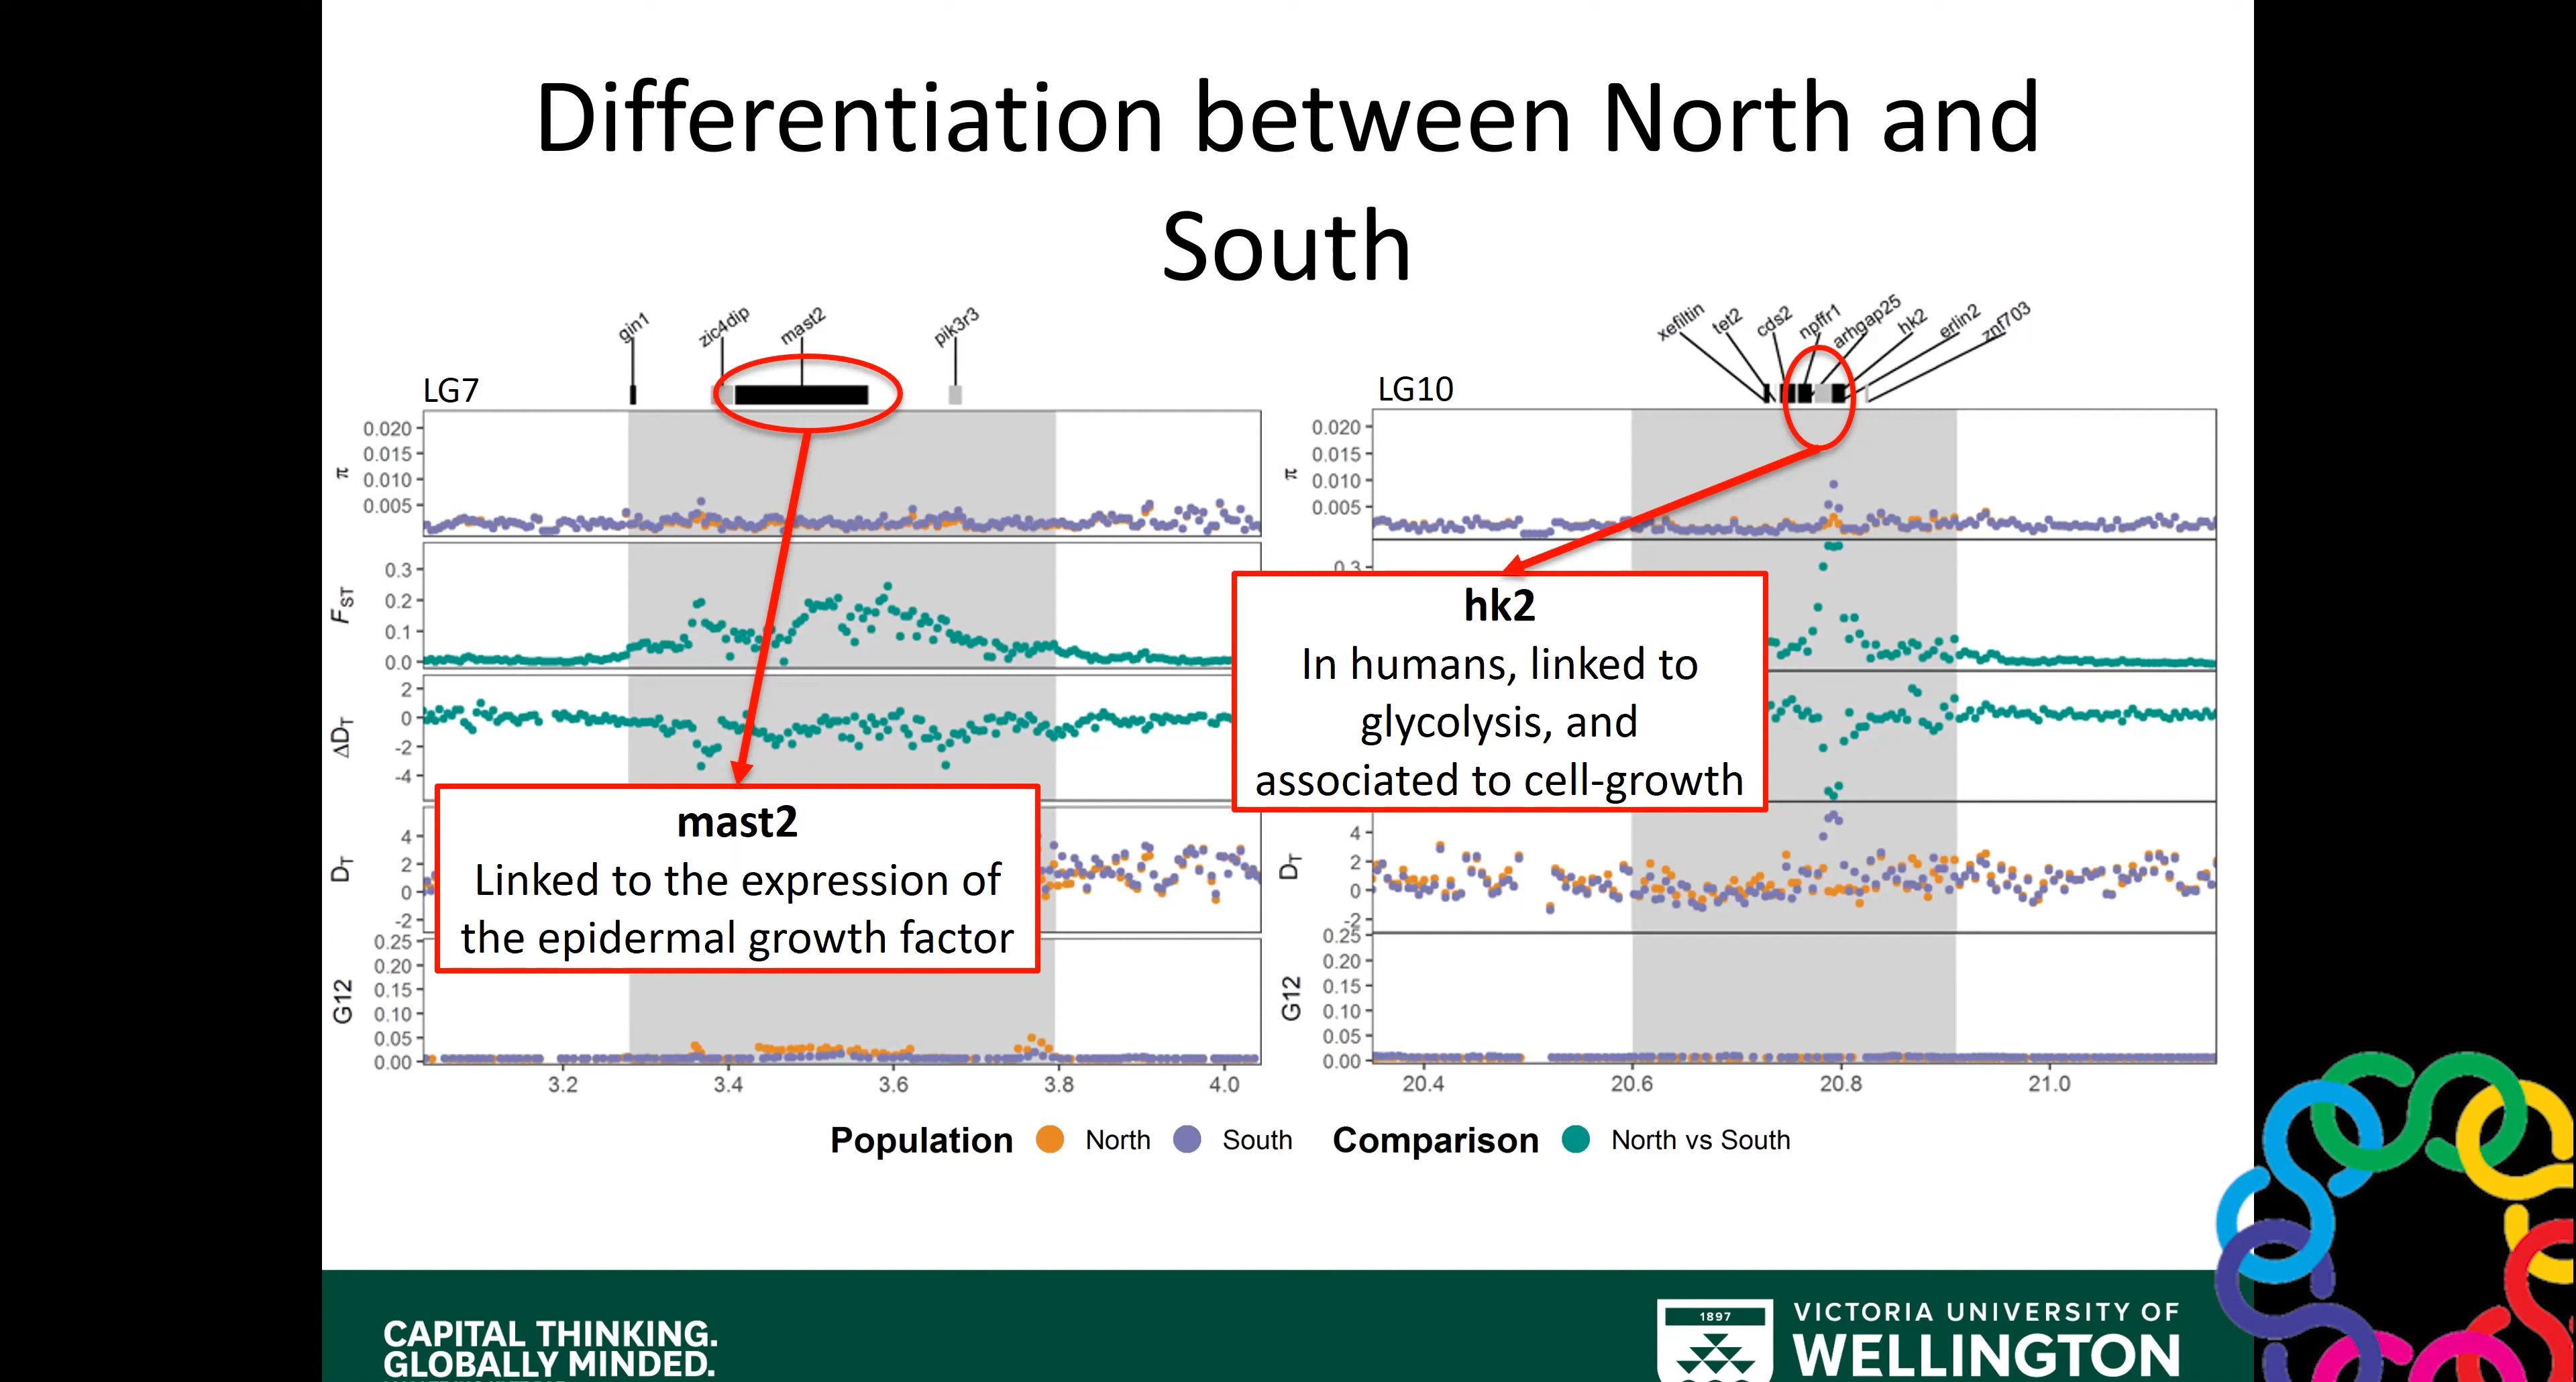 Differentiation between North and
South
gin1
zic4dip
mast2
pik3r3
LG7
π
0.020
0.015
0.010
0.005
FST
0.3
0.2
0.1
0.0
ΔDT
2
0
-2
-4
DT
4
2
0
-2
G12
0.25
0.20
0.15
0.10
0.05
0.00
3.2 3.4 3.6 3.8 4.0
mast2
Linked to the expression of
the epidermal growth factor
xefiltin
tet2
cds2
npffr1
arhgap25
hk2
erlin2
znf703
LG10
π
0.020
0.015
0.010
0.005
0.3
hk2
In humans, linked to
glycolysis, and
associated to cell-growth
DT
4
2
0
-2
G12
0.25
0.20
0.15
0.10
0.05
0.00
20.4 20.6 20.8 21.0
Population North South Comparison North vs South
CAPITAL THINKING.
GLOBALLY MINDED.
1897
VICTORIA UNIVERSITY OF
WELLINGTON